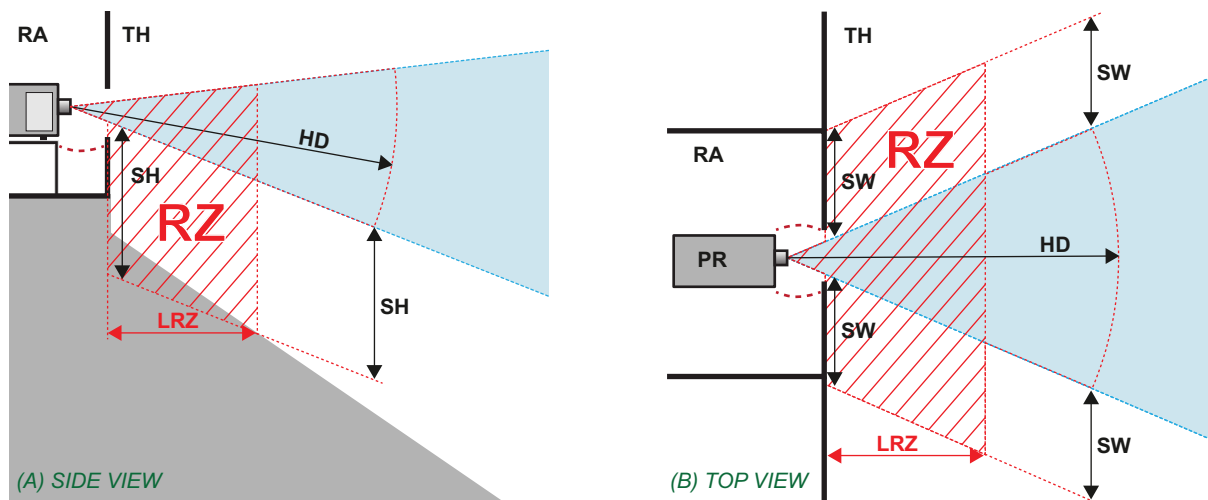 RA
TH
HD
SH
RZ
SH
LRZ
(A) SIDE VIEW
TH
SW
RZ
RA
SW
PR
HD
SW
LRZ
SW
(B) TOP VIEW